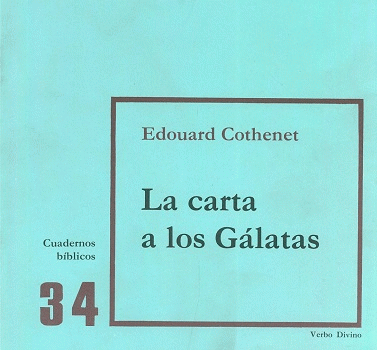 Edouard Cothenet
La carta
a los Gálatas
Cuadernos
bíblicos
34
Verbo Divino